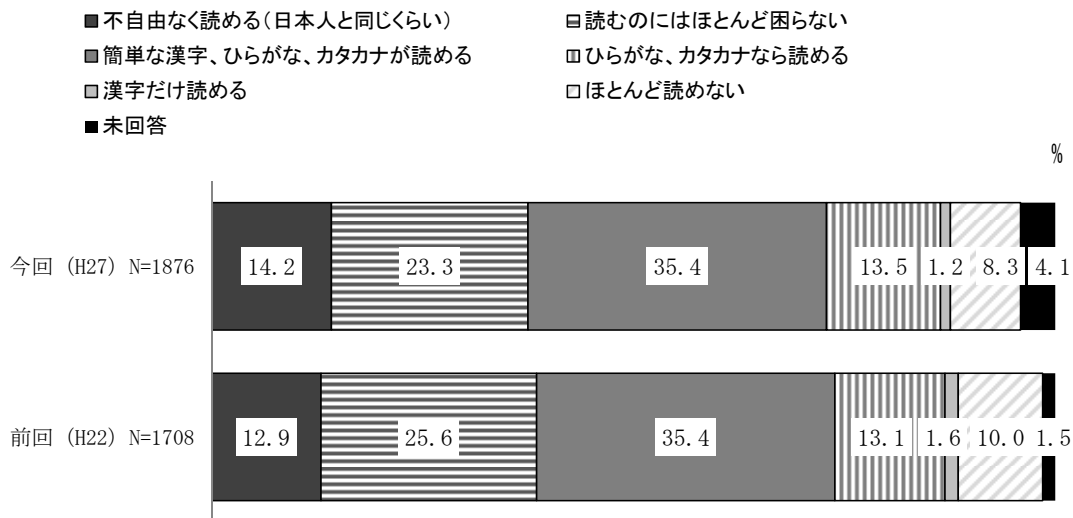 不自由なく読める(日本人と同じくらい) 読むのにはほとんど困らない
簡単な漢字、ひらがな、カタカナが読める ひらがな、カタカナなら読める
漢字だけ読める ほとんど読めない
未回答
%
今回 (H27) N=1876 14.2 23.3 35.4 13.5 1.2 8.3 4.1
前回 (H22) N=1708 12.9 25.6 35.4 13.1 1.6 10.0 1.5